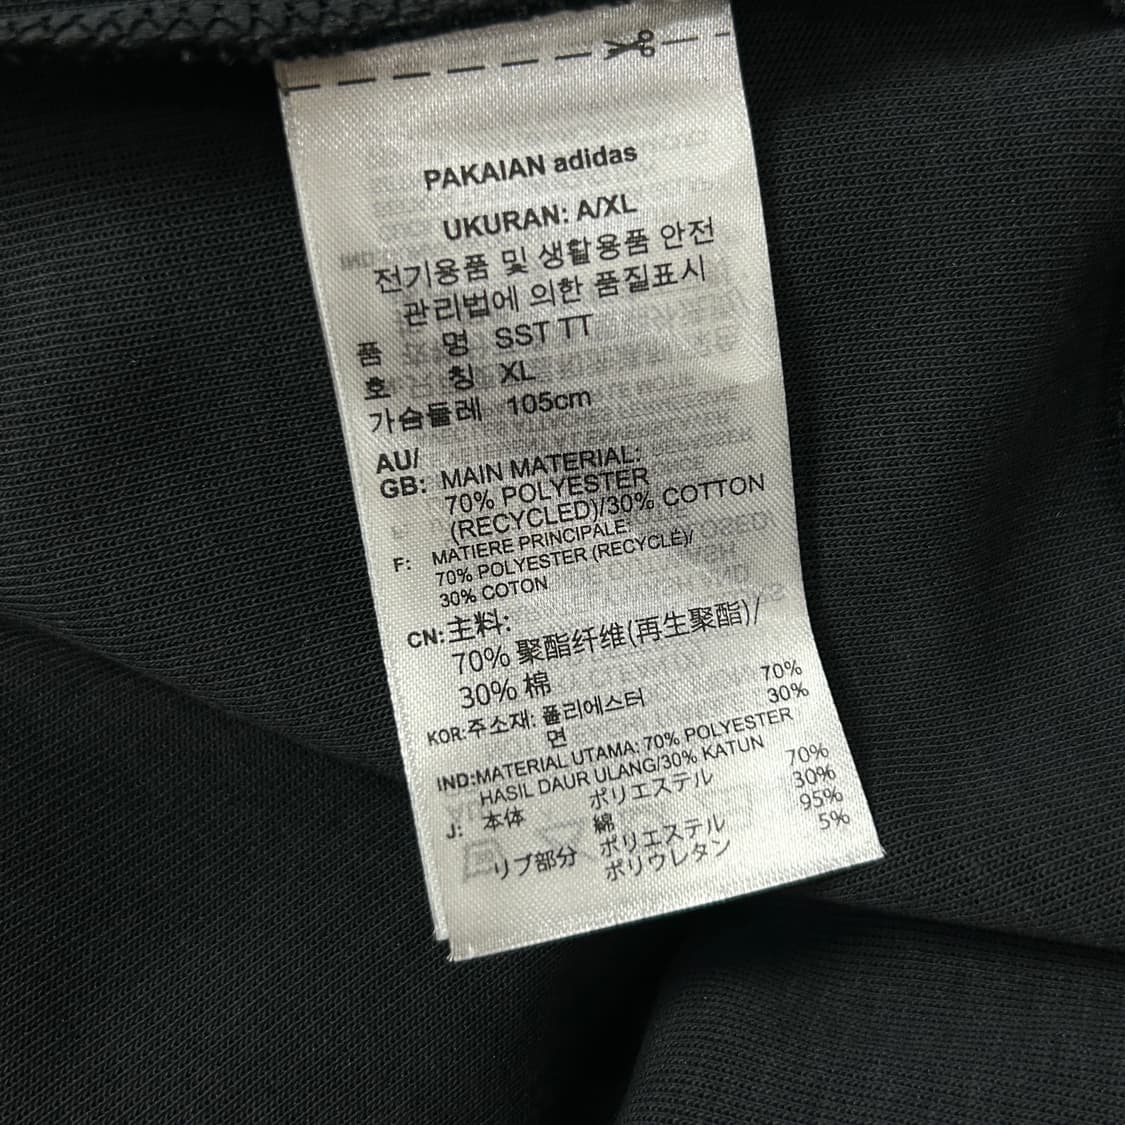 PAKAIAN adidas
UKURAN: A/XL
전기용품 및 생활용품 안전
관리법에 의한 품질표시
품 명 SST TT
호 칭 XL
가슴둘레 105cm
AU/
GB: MAIN MATERIAL:
70% POLYESTER
(RECYCLED)/30% COTTON
F: MATIERE PRINCIPALE:
70% POLYESTER (RECYCLÉ)/
30% COTON
CN: 主料:
70% 聚酯纤维(再生聚酯)/
30% 棉
KOR: 주소재: 폴리에스터 70%
면 30%
IND: MATERIAL UTAMA: 70% POLYESTER
HASIL DAUR ULANG/30% KATUN
J: 本体 ポリエステル 70%
綿 30%
リブ部分 ポリエステル 95%
ポリウレタン 5%